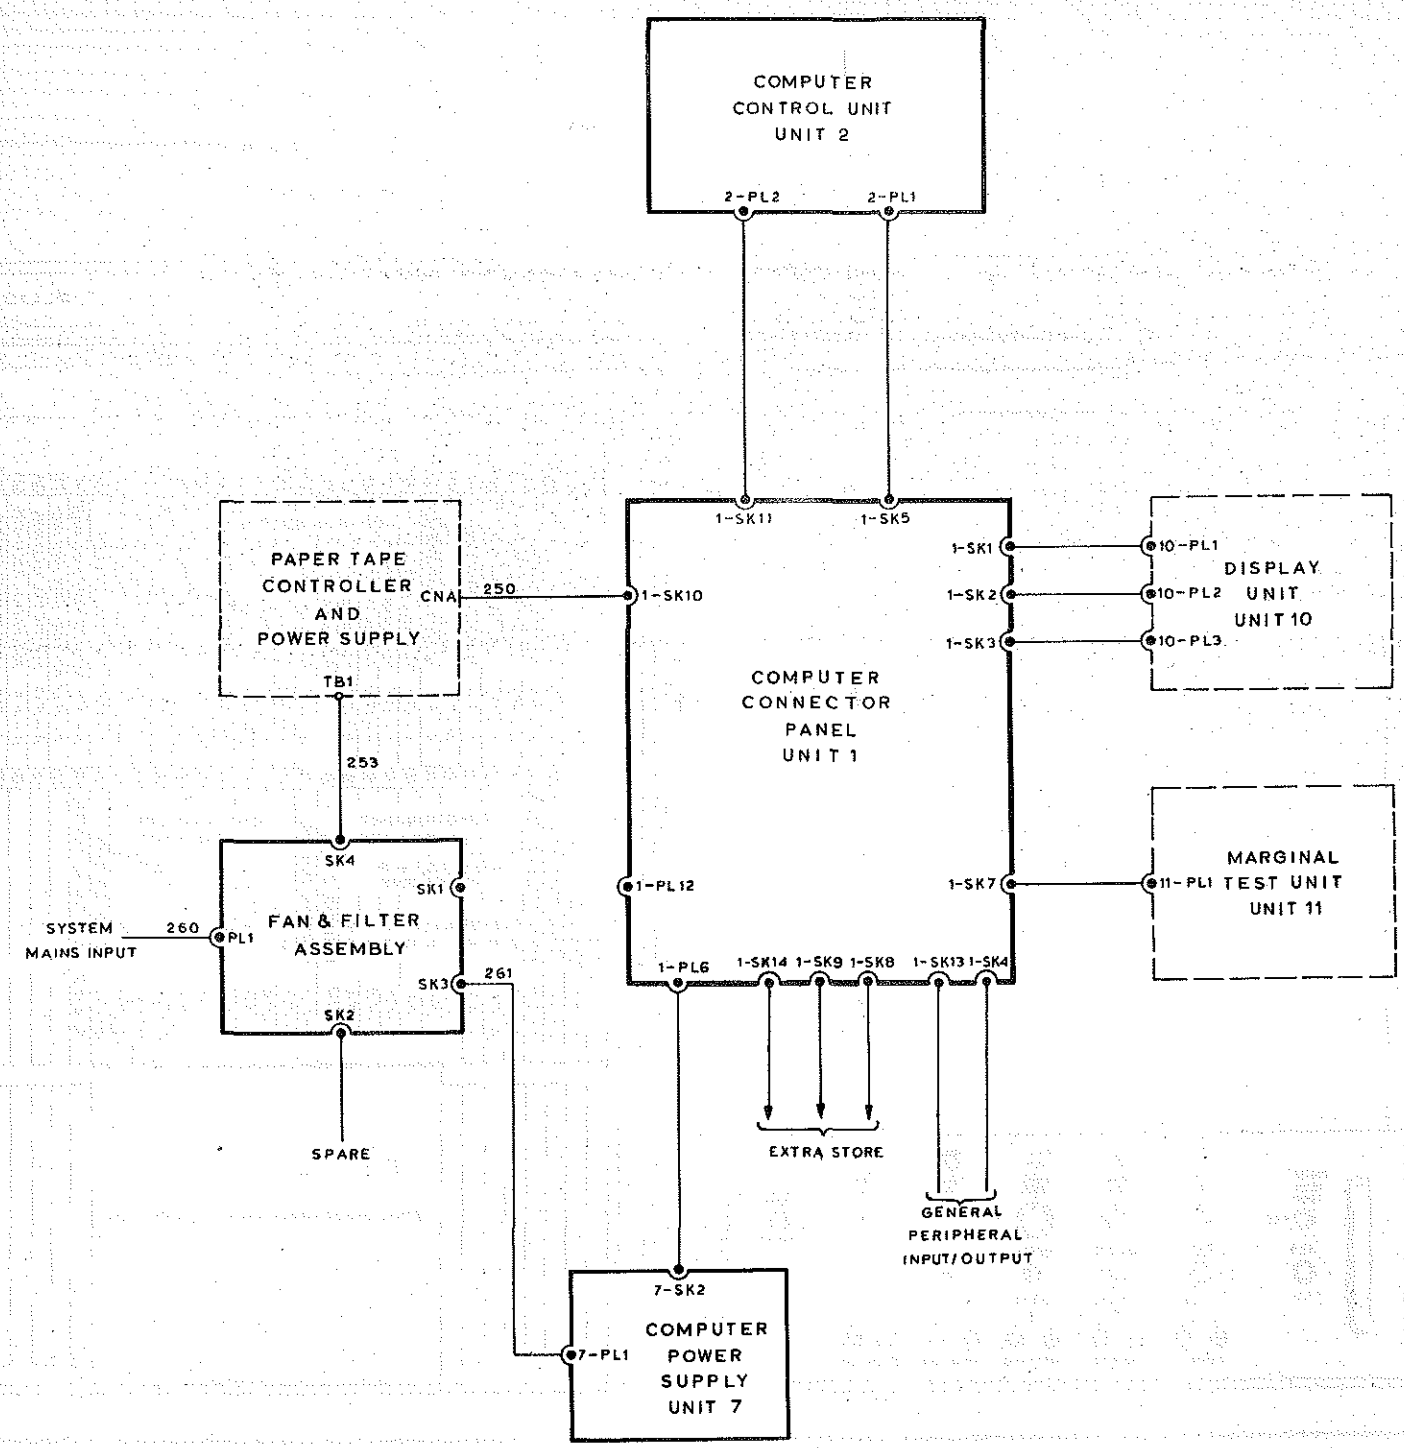 COMPUTER
CONTROL UNIT
UNIT 2
2-PL2
2-PL1
1-SK11
1-SK5
PAPER TAPE
CONTROLLER
AND
POWER SUPPLY
CNA
250
1-SK10
TB1
253
1-SK1
1-SK2
1-SK3
10-PL1
10-PL2
10-PL3
DISPLAY
UNIT
UNIT 10
COMPUTER
CONNECTOR
PANEL
UNIT 1
SK4
SK1
FAN & FILTER
ASSEMBLY
SYSTEM
MAINS INPUT
260
PL1
SK3
261
SK2
SPARE
1-PL12
1-SK7
11-PL1
MARGINAL
TEST UNIT
UNIT 11
1-PL6
1-SK14
1-SK9
1-SK8
1-SK13
1-SK4
EXTRA STORE
GENERAL
PERIPHERAL
INPUT/OUTPUT
7-SK2
7-PL1
COMPUTER
POWER
SUPPLY
UNIT 7